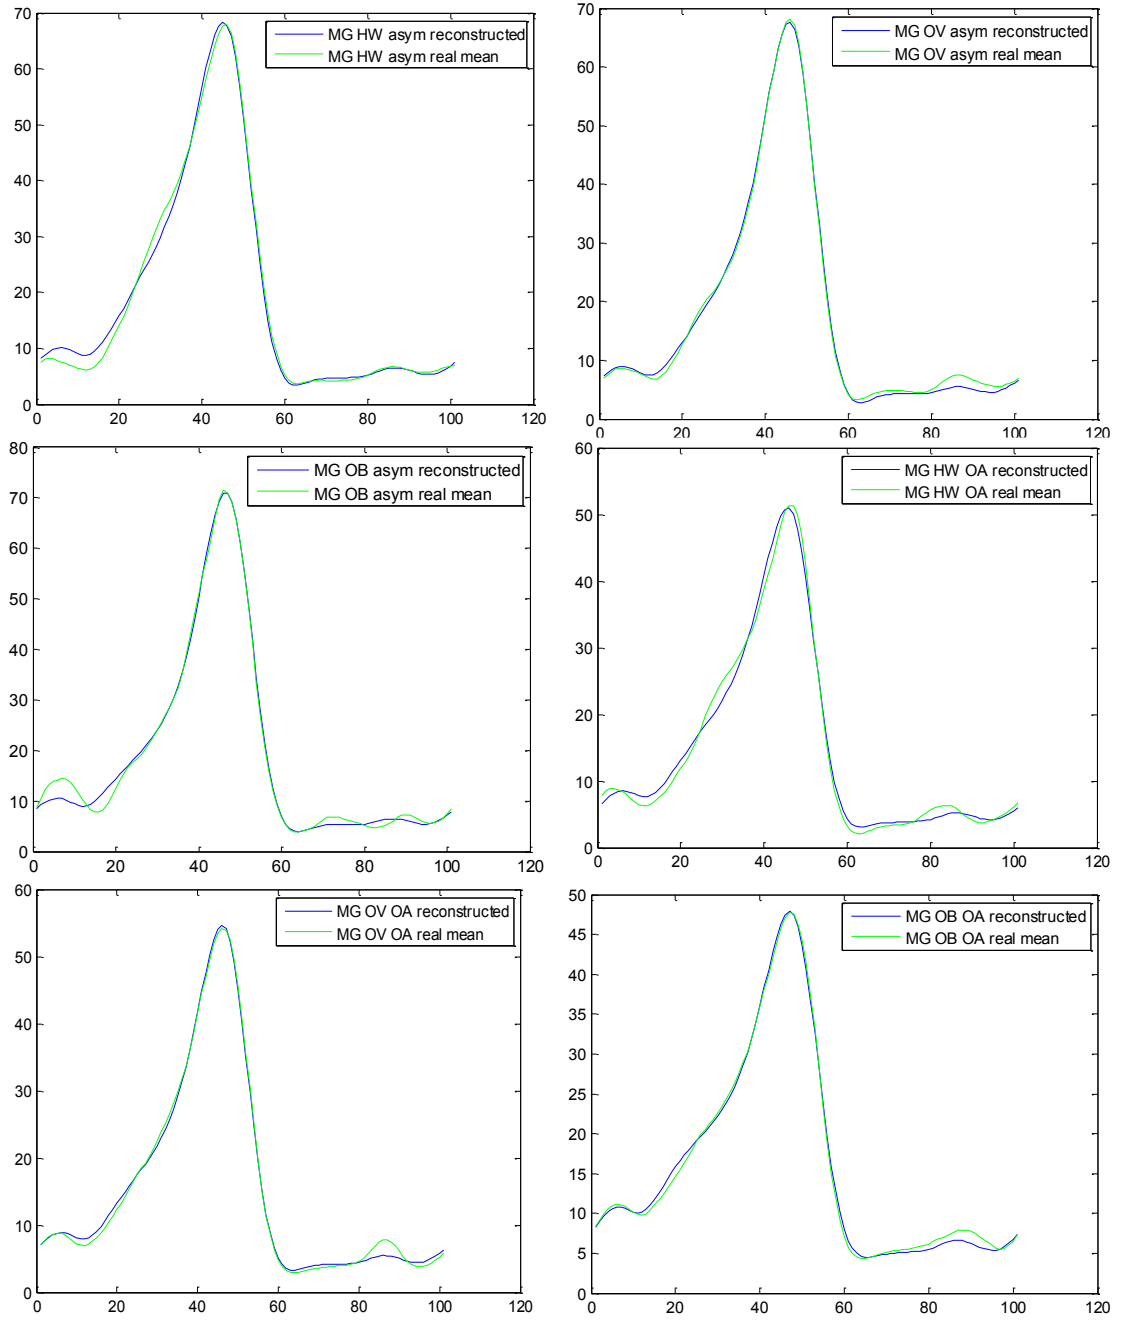 70
60
50
40
30
20
10
0
0 20 40 60 80 100 120
MG HW asym reconstructed
MG HW asym real mean
70
60
50
40
30
20
10
0
0 20 40 60 80 100 120
MG OV asym reconstructed
MG OV asym real mean
80
70
60
50
40
30
20
10
0
0 20 40 60 80 100 120
MG OB asym reconstructed
MG OB asym real mean
60
50
40
30
20
10
0
0 20 40 60 80 100 120
MG HW OA reconstructed
MG HW OA real mean
60
50
40
30
20
10
0
0 20 40 60 80 100 120
MG OV OA reconstructed
MG OV OA real mean
50
45
40
35
30
25
20
15
10
5
0
0 20 40 60 80 100 120
MG OB OA reconstructed
MG OB OA real mean